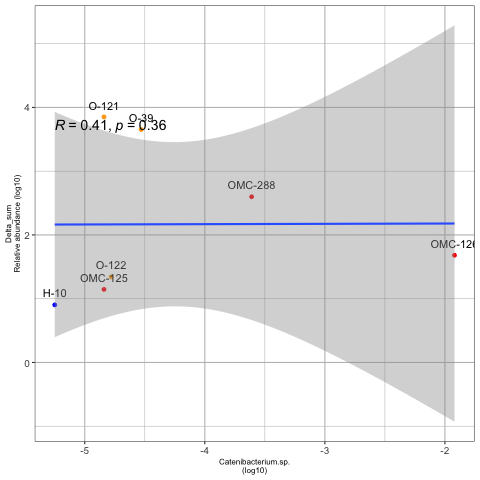 O-121
O-39
R = 0.41, p = 0.36
OMC-288
OMC-126
O-122
OMC-125
H-10
4
2
0
Delta_sum
Relative abundance (log10)
-5
-4
-3
-2
Catenibacterium.sp.
(log10)